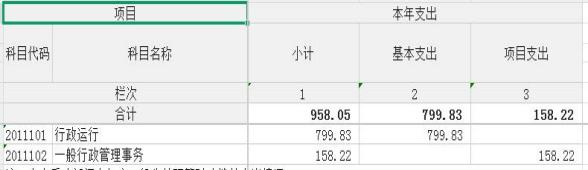 项目 本年支出
科目代码 科目名称 小计 基本支出 项目支出
栏次 1 2 3
合计 958.05 799.83 158.22
2011101 行政运行 799.83 799.83
2011102 一般行政管理事务 158.22 158.22